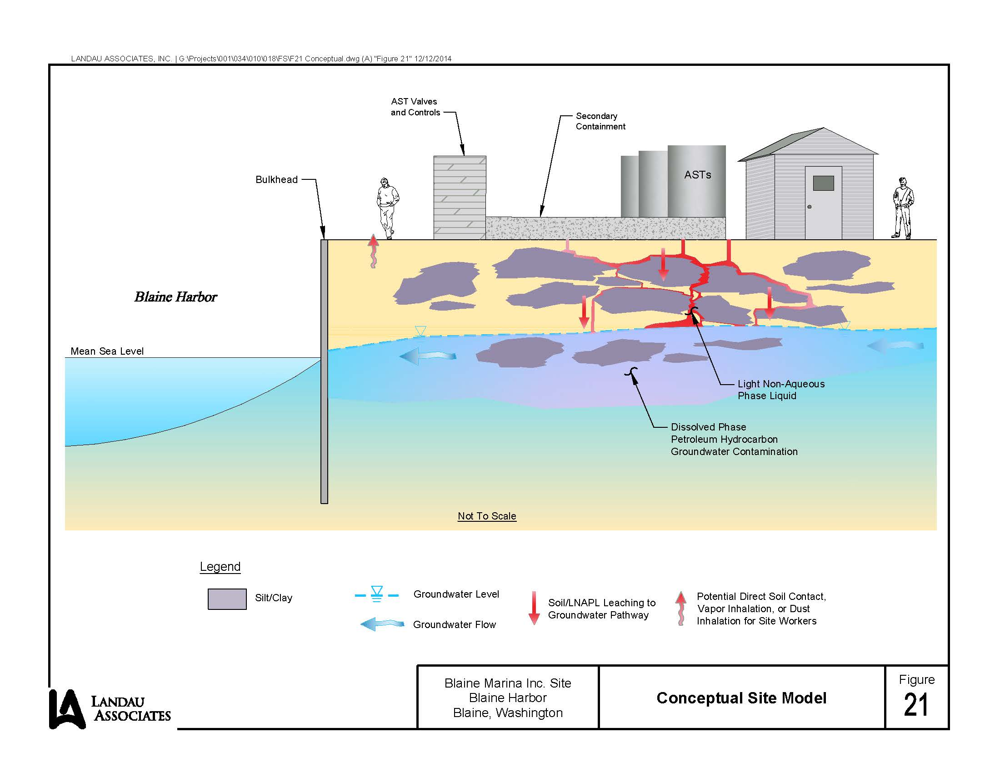 LANDAU ASSOCIATES, INC. | G:\Projects\001\034\010\018\FS\F21 Conceptual.dwg (A) "Figure 21" 12/12/2014
AST Valves
and Controls
Secondary
Containment
Bulkhead
ASTs
Blaine Harbor
Mean Sea Level
Light Non-Aqueous
Phase Liquid
Dissolved Phase
Petroleum Hydrocarbon
Groundwater Contamination
Not To Scale
Legend
Silt/Clay
Groundwater Level
Groundwater Flow
Soil/LNAPL Leaching to
Groundwater Pathway
Potential Direct Soil Contact,
Vapor Inhalation, or Dust
Inhalation for Site Workers
LANDAU
ASSOCIATES
Blaine Marina Inc. Site
Blaine Harbor
Blaine, Washington
Conceptual Site Model
Figure
21